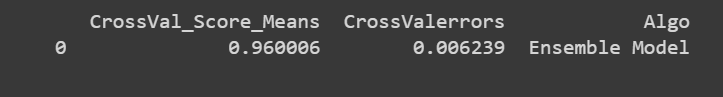 CrossVal_Score_Means CrossValerrors Algo
0 0.960006 0.006239 Ensemble Model